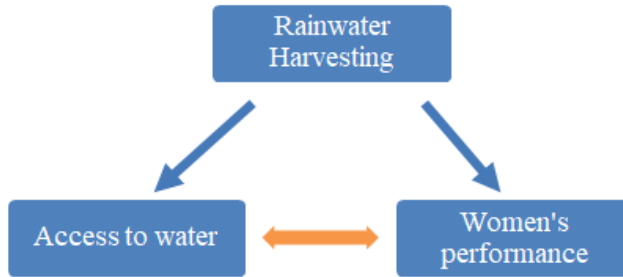 Rainwater
Harvesting
Access to water
Women's
performance